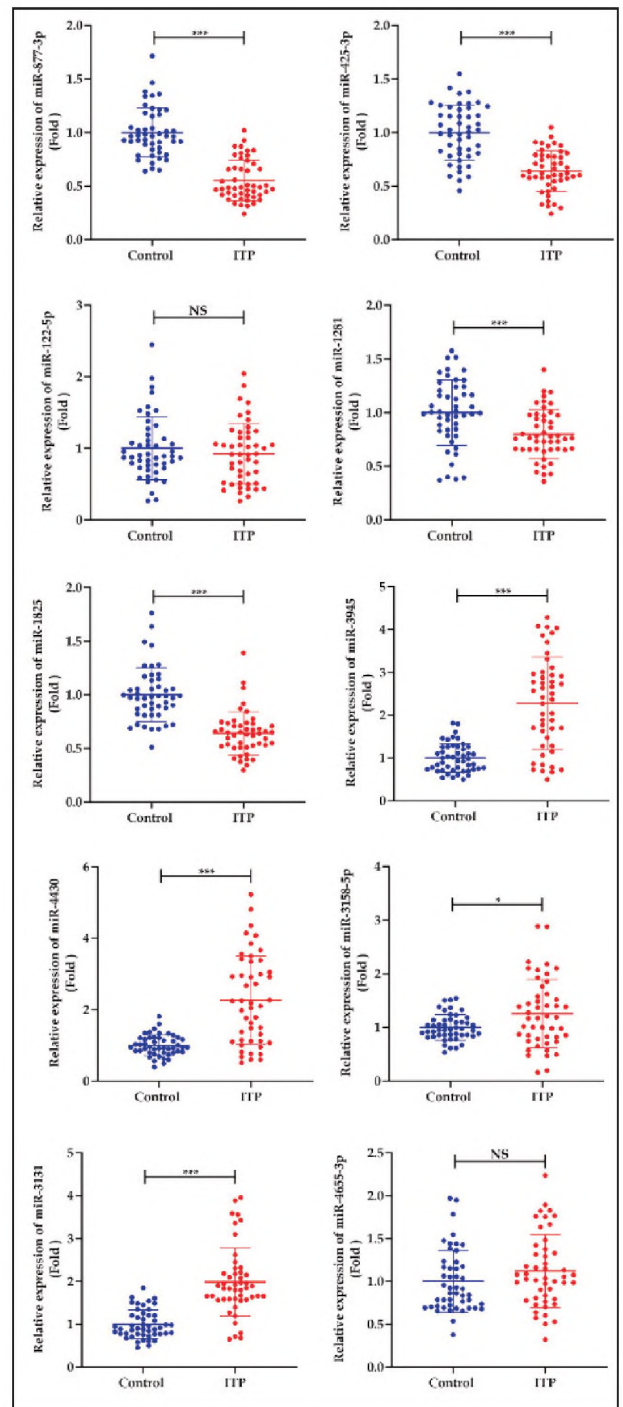 Relative expression of miR-877-3p
(Fold)
2.0
1.5
1.0
0.5
0.0
***
Control
ITP
Relative expression of miR-425-3p
(Fold)
2.0
1.5
1.0
0.5
0.0
***
Control
ITP
Relative expression of miR-122-5p
(Fold)
3
2
1
0
NS
Control
ITP
Relative expression of miR-1281
(Fold)
2.0
1.5
1.0
0.5
0.0
***
Control
ITP
Relative expression of miR-1825
(Fold)
2.0
1.5
1.0
0.5
0.0
***
Control
ITP
Relative expression of miR-3945
(Fold)
5
4
3
2
1
0
***
Control
ITP
Relative expression of miR-4430
(Fold)
6
4
2
0
***
Control
ITP
Relative expression of miR-3158-5p
(Fold)
4
3
2
1
0
*
Control
ITP
Relative expression of miR-3131
(Fold)
5
4
3
2
1
0
***
Control
ITP
Relative expression of miR-4655-3p
(Fold)
2.5
2.0
1.5
1.0
0.5
0.0
NS
Control
ITP